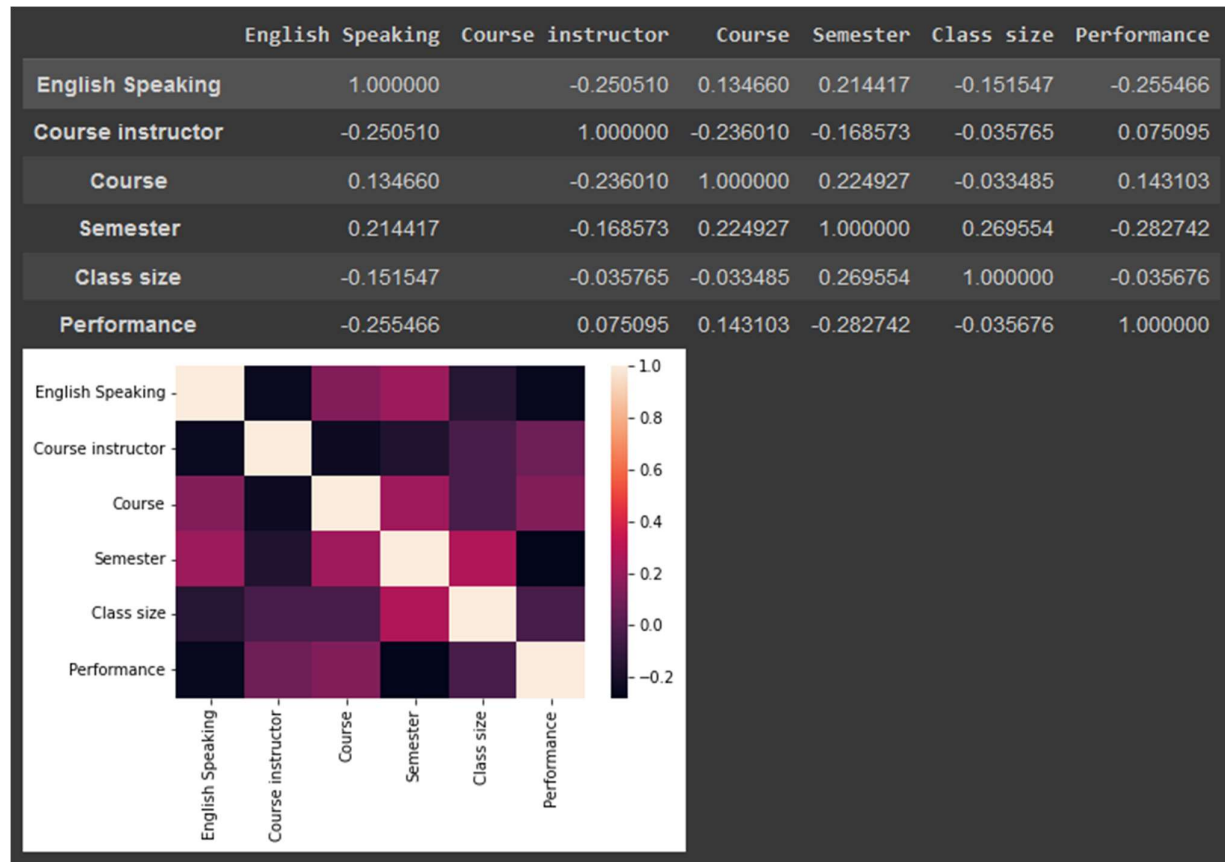 English Speaking Course instructor Course Semester Class size Performance
English Speaking 1.000000 -0.250510 0.134660 0.214417 -0.151547 -0.255466
Course instructor -0.250510 1.000000 -0.236010 -0.168573 -0.035765 0.075095
Course 0.134660 -0.236010 1.000000 0.224927 -0.033485 0.143103
Semester 0.214417 -0.168573 0.224927 1.000000 0.269554 -0.282742
Class size -0.151547 -0.035765 -0.033485 0.269554 1.000000 -0.035676
Performance -0.255466 0.075095 0.143103 -0.282742 -0.035676 1.000000
English Speaking
Course instructor
Course
Semester
Class size
Performance
1.0
0.8
0.6
0.4
0.2
0.0
−0.2
English Speaking
Course instructor
Course
Semester
Class size
Performance